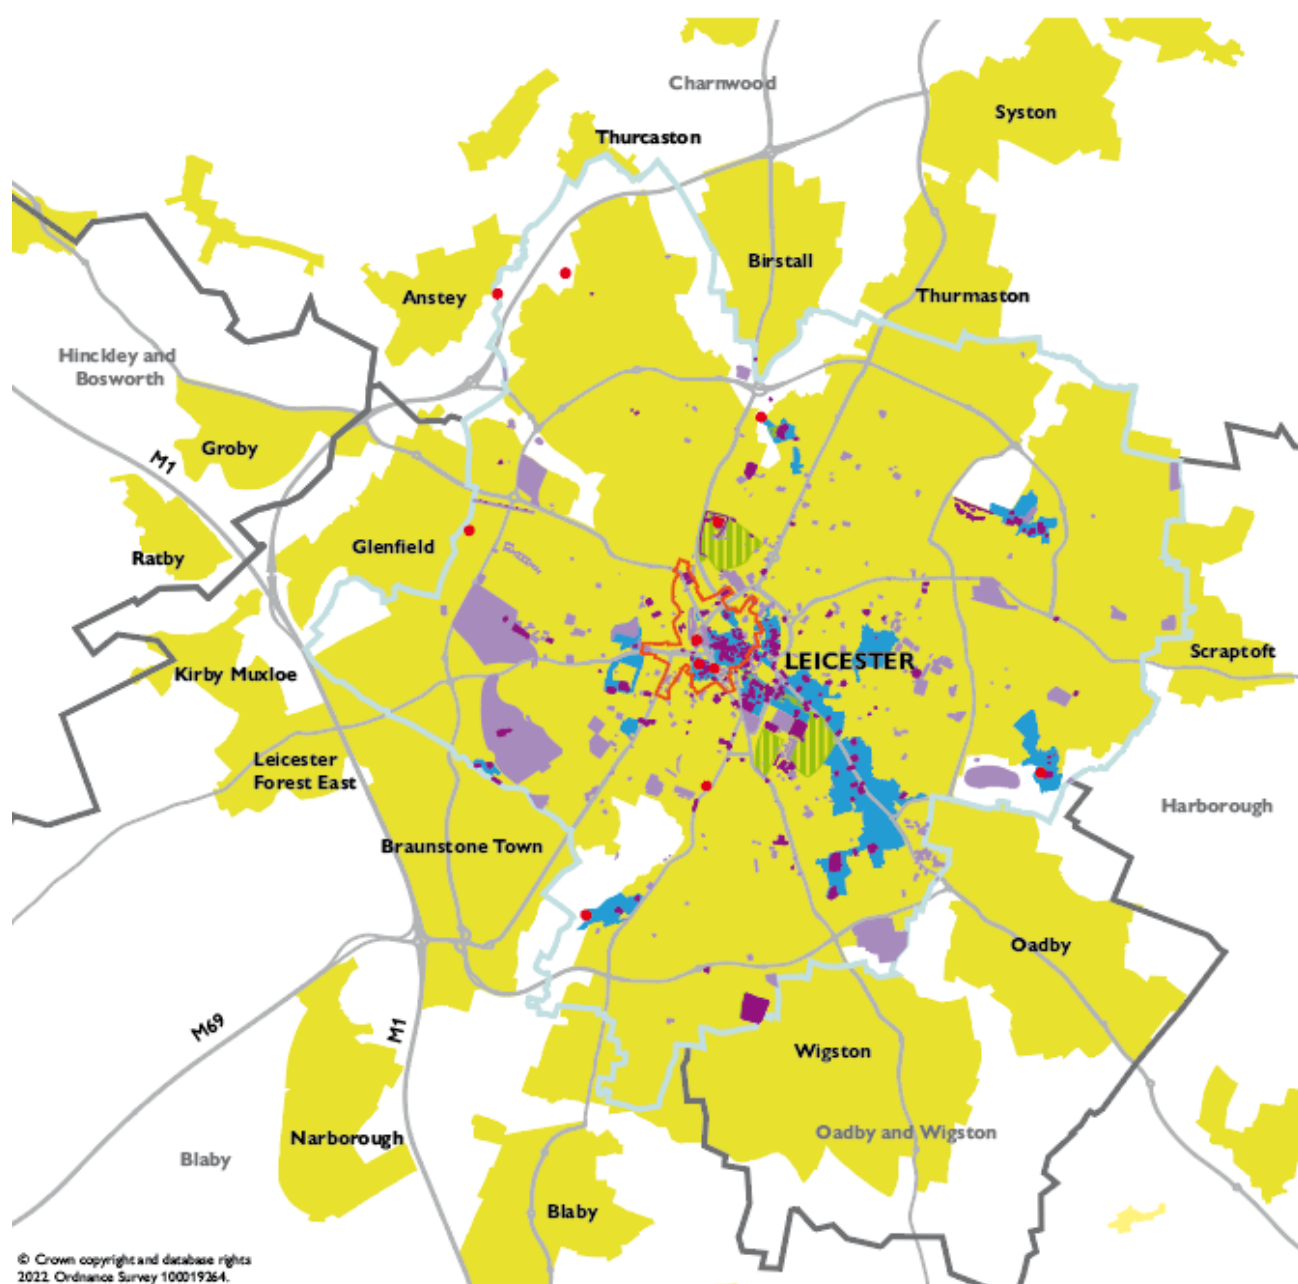 Charnwood
Syston
Thurcaston
Birstall
Anstey
Thurmaston
Hinckley and
Bosworth
Groby
M1
Ratby
Glenfield
LEICESTER
Scraptoft
Kirby Muxloe
Leicester
Forest East
Harborough
Braunstone Town
Oadby
M69
M1
Wigston
Narborough
Oadby and Wigston
Blaby
Blaby
© Crown copyright and database rights
2022. Ordnance Survey 100019264.